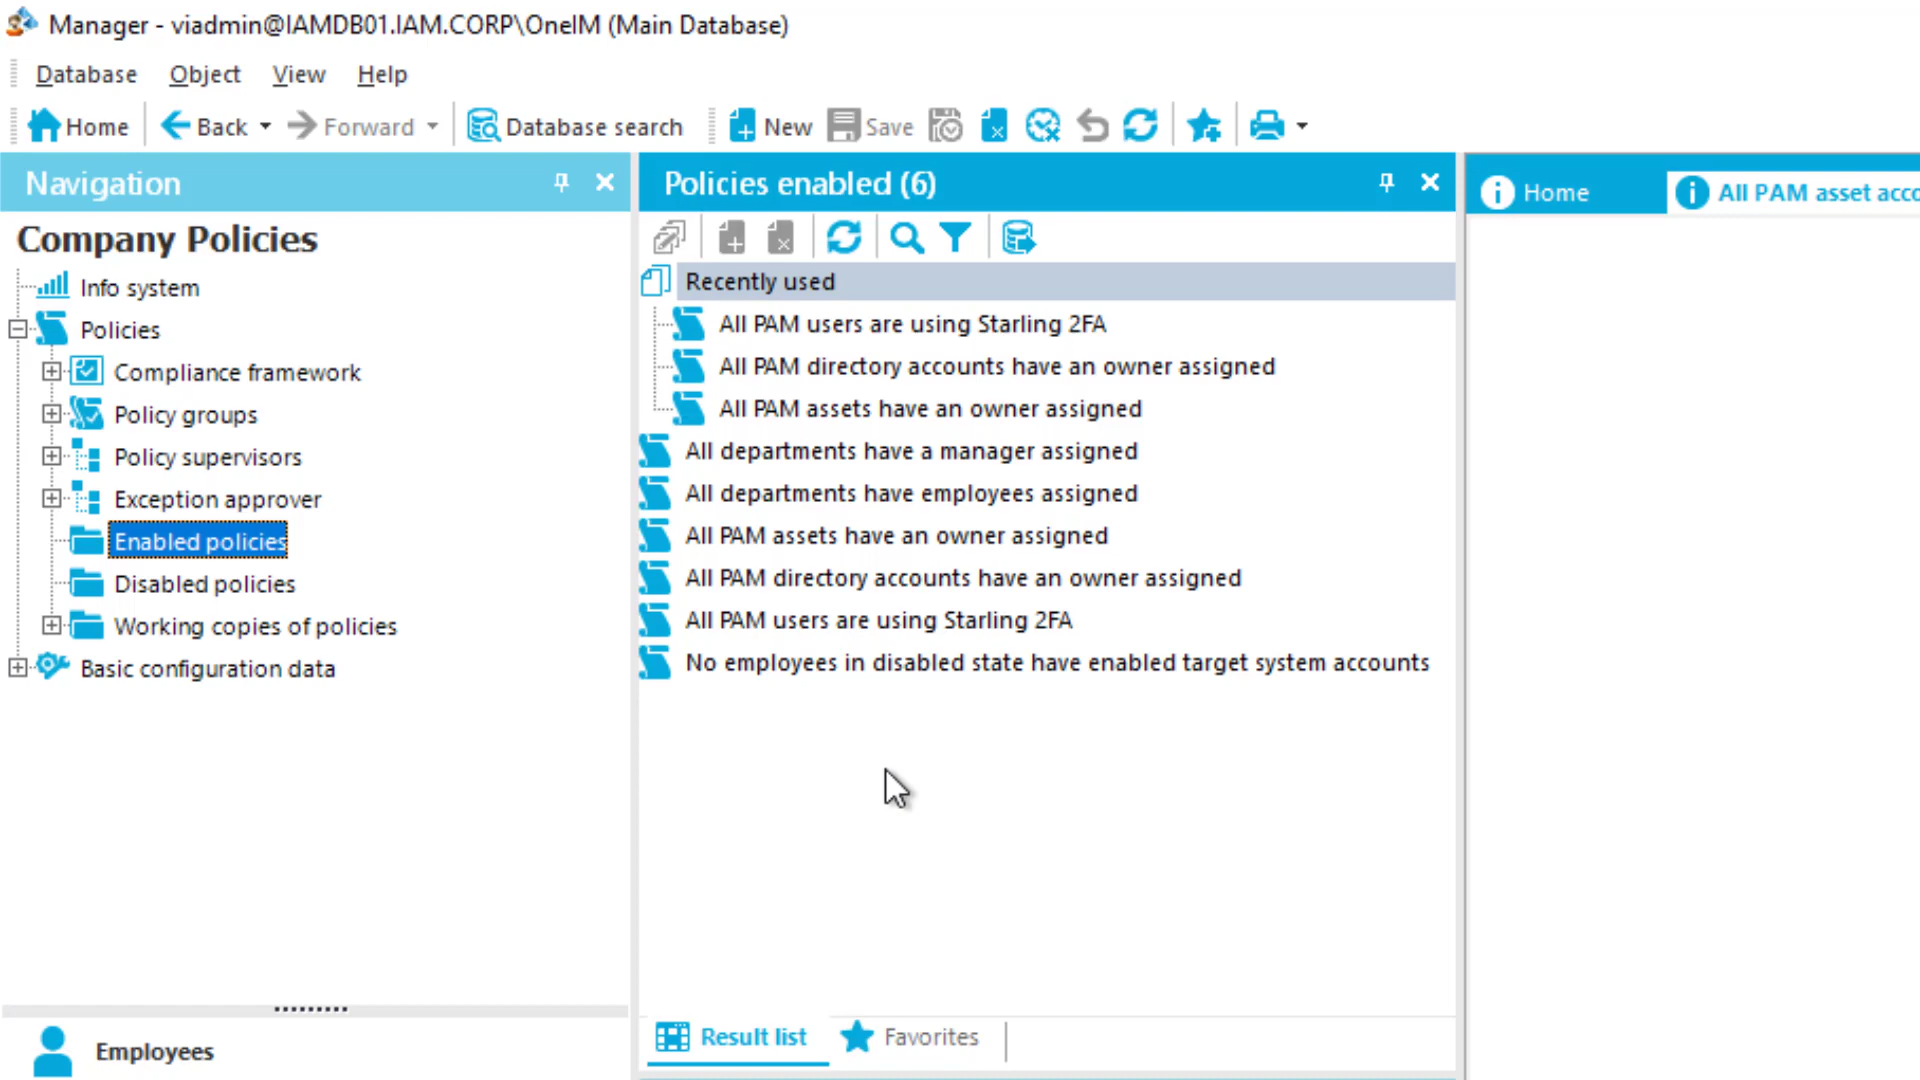 Manager - viadmin@IAMDB01.IAM.CORP\OneIM (Main Database)
Database Object View Help
Home Back Forward Database search New Save
Navigation
Company Policies
Info system
Policies
Compliance framework
Policy groups
Policy supervisors
Exception approver
Enabled policies
Disabled policies
Working copies of policies
Basic configuration data
Employees
Policies enabled (6)
Recently used
All PAM users are using Starling 2FA
All PAM directory accounts have an owner assigned
All PAM assets have an owner assigned
All departments have a manager assigned
All departments have employees assigned
All PAM assets have an owner assigned
All PAM directory accounts have an owner assigned
All PAM users are using Starling 2FA
No employees in disabled state have enabled target system accounts
Result list Favorites
Home All PAM asset acco